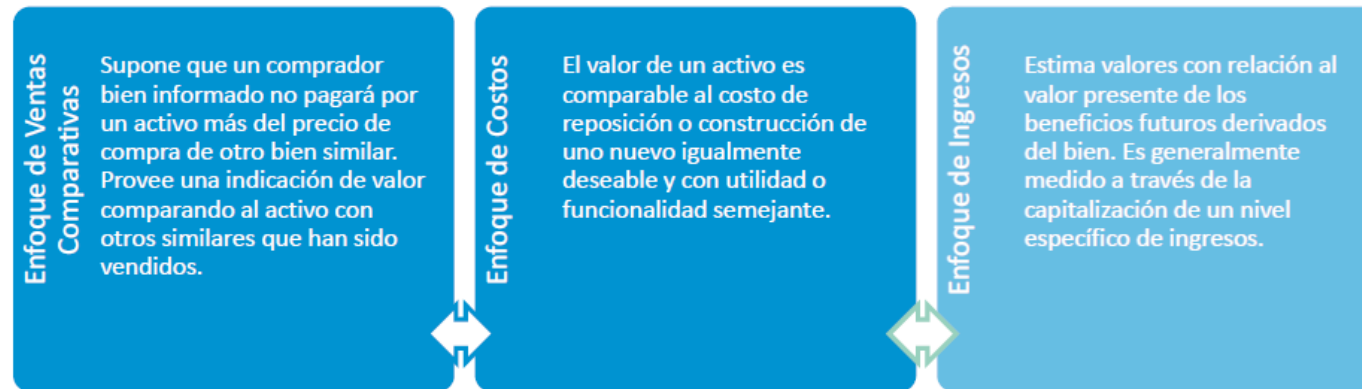 Enfoque de Ventas
Comparativas
Supone que un comprador
bien informado no pagará por
un activo más del precio de
compra de otro bien similar.
Provee una indicación de valor
comparando al activo con
otros similares que han sido
vendidos.
Enfoque de Costos
El valor de un activo es
comparable al costo de
reposición o construcción de
uno nuevo igualmente
deseable y con utilidad o
funcionalidad semejante.
Enfoque de Ingresos
Estima valores con relación al
valor presente de los
beneficios futuros derivados
del bien. Es generalmente
medido a través de la
capitalización de un nivel
específico de ingresos.